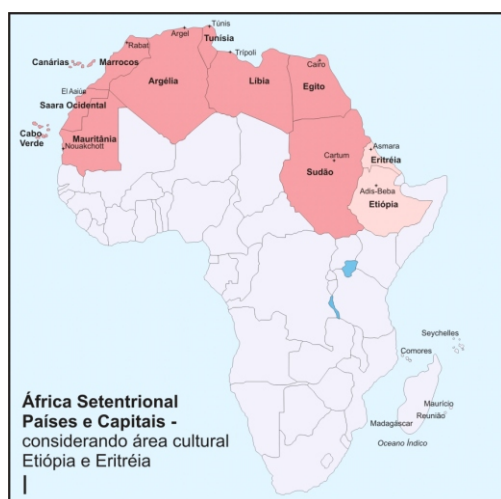 Túnis
Argel
Tunísia
Rabat
Trípoli
Canárias
Marrocos
Cairo
Argélia
Líbia
Egito
El Aaiún
Saara Ocidental
Cabo
Verde
Mauritânia
Nouakchott
Cartum
Asmara
Sudão
Eritréia
Adis-Beba
Etiópia
Seychelles
Comores
África Setentrional
Países e Capitais -
considerando área cultural
Etiópia e Eritréia
Maurício
Reunião
Madagáscar
Oceano Índico